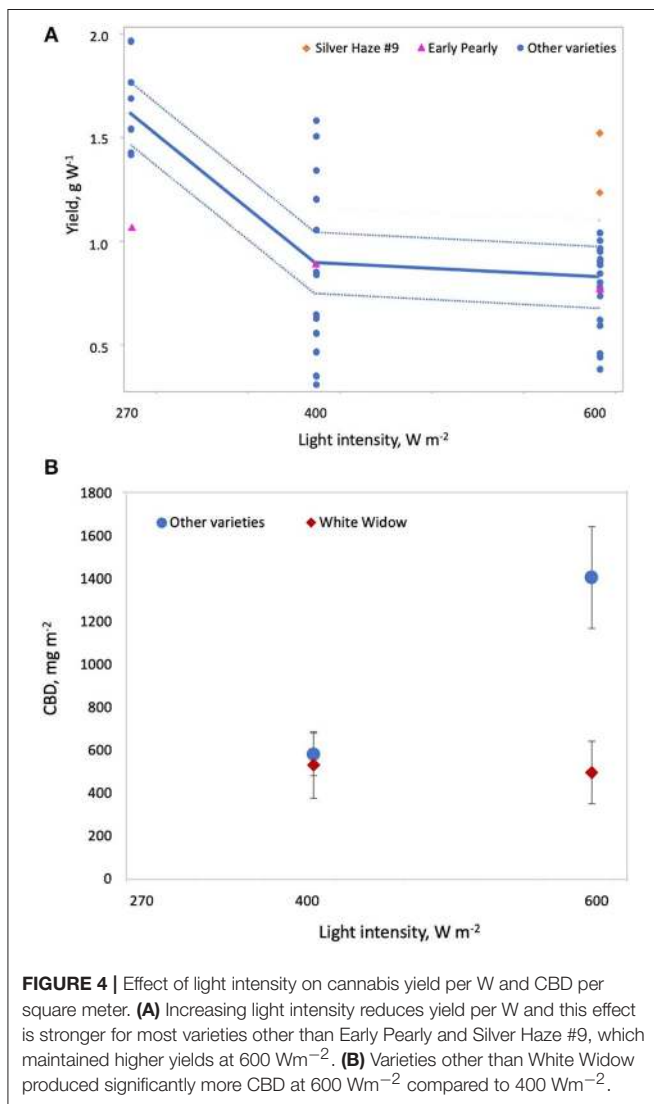 A
Silver Haze #9 Early Pearly Other varieties
2.0
1.5
1.0
0.5
Yield, g W-1
270 400 600
Light intensity, W m-2
B
1800
1600
1400
1200
1000
800
600
400
200
0
Other varieties White Widow
CBD, mg m-2
270 400 600
Light intensity, W m-2
FIGURE 4 | Effect of light intensity on cannabis yield per W and CBD per
square meter. (A) Increasing light intensity reduces yield per W and this effect
is stronger for most varieties other than Early Pearly and Silver Haze #9, which
maintained higher yields at 600 Wm−2. (B) Varieties other than White Widow
produced significantly more CBD at 600 Wm−2 compared to 400 Wm−2.